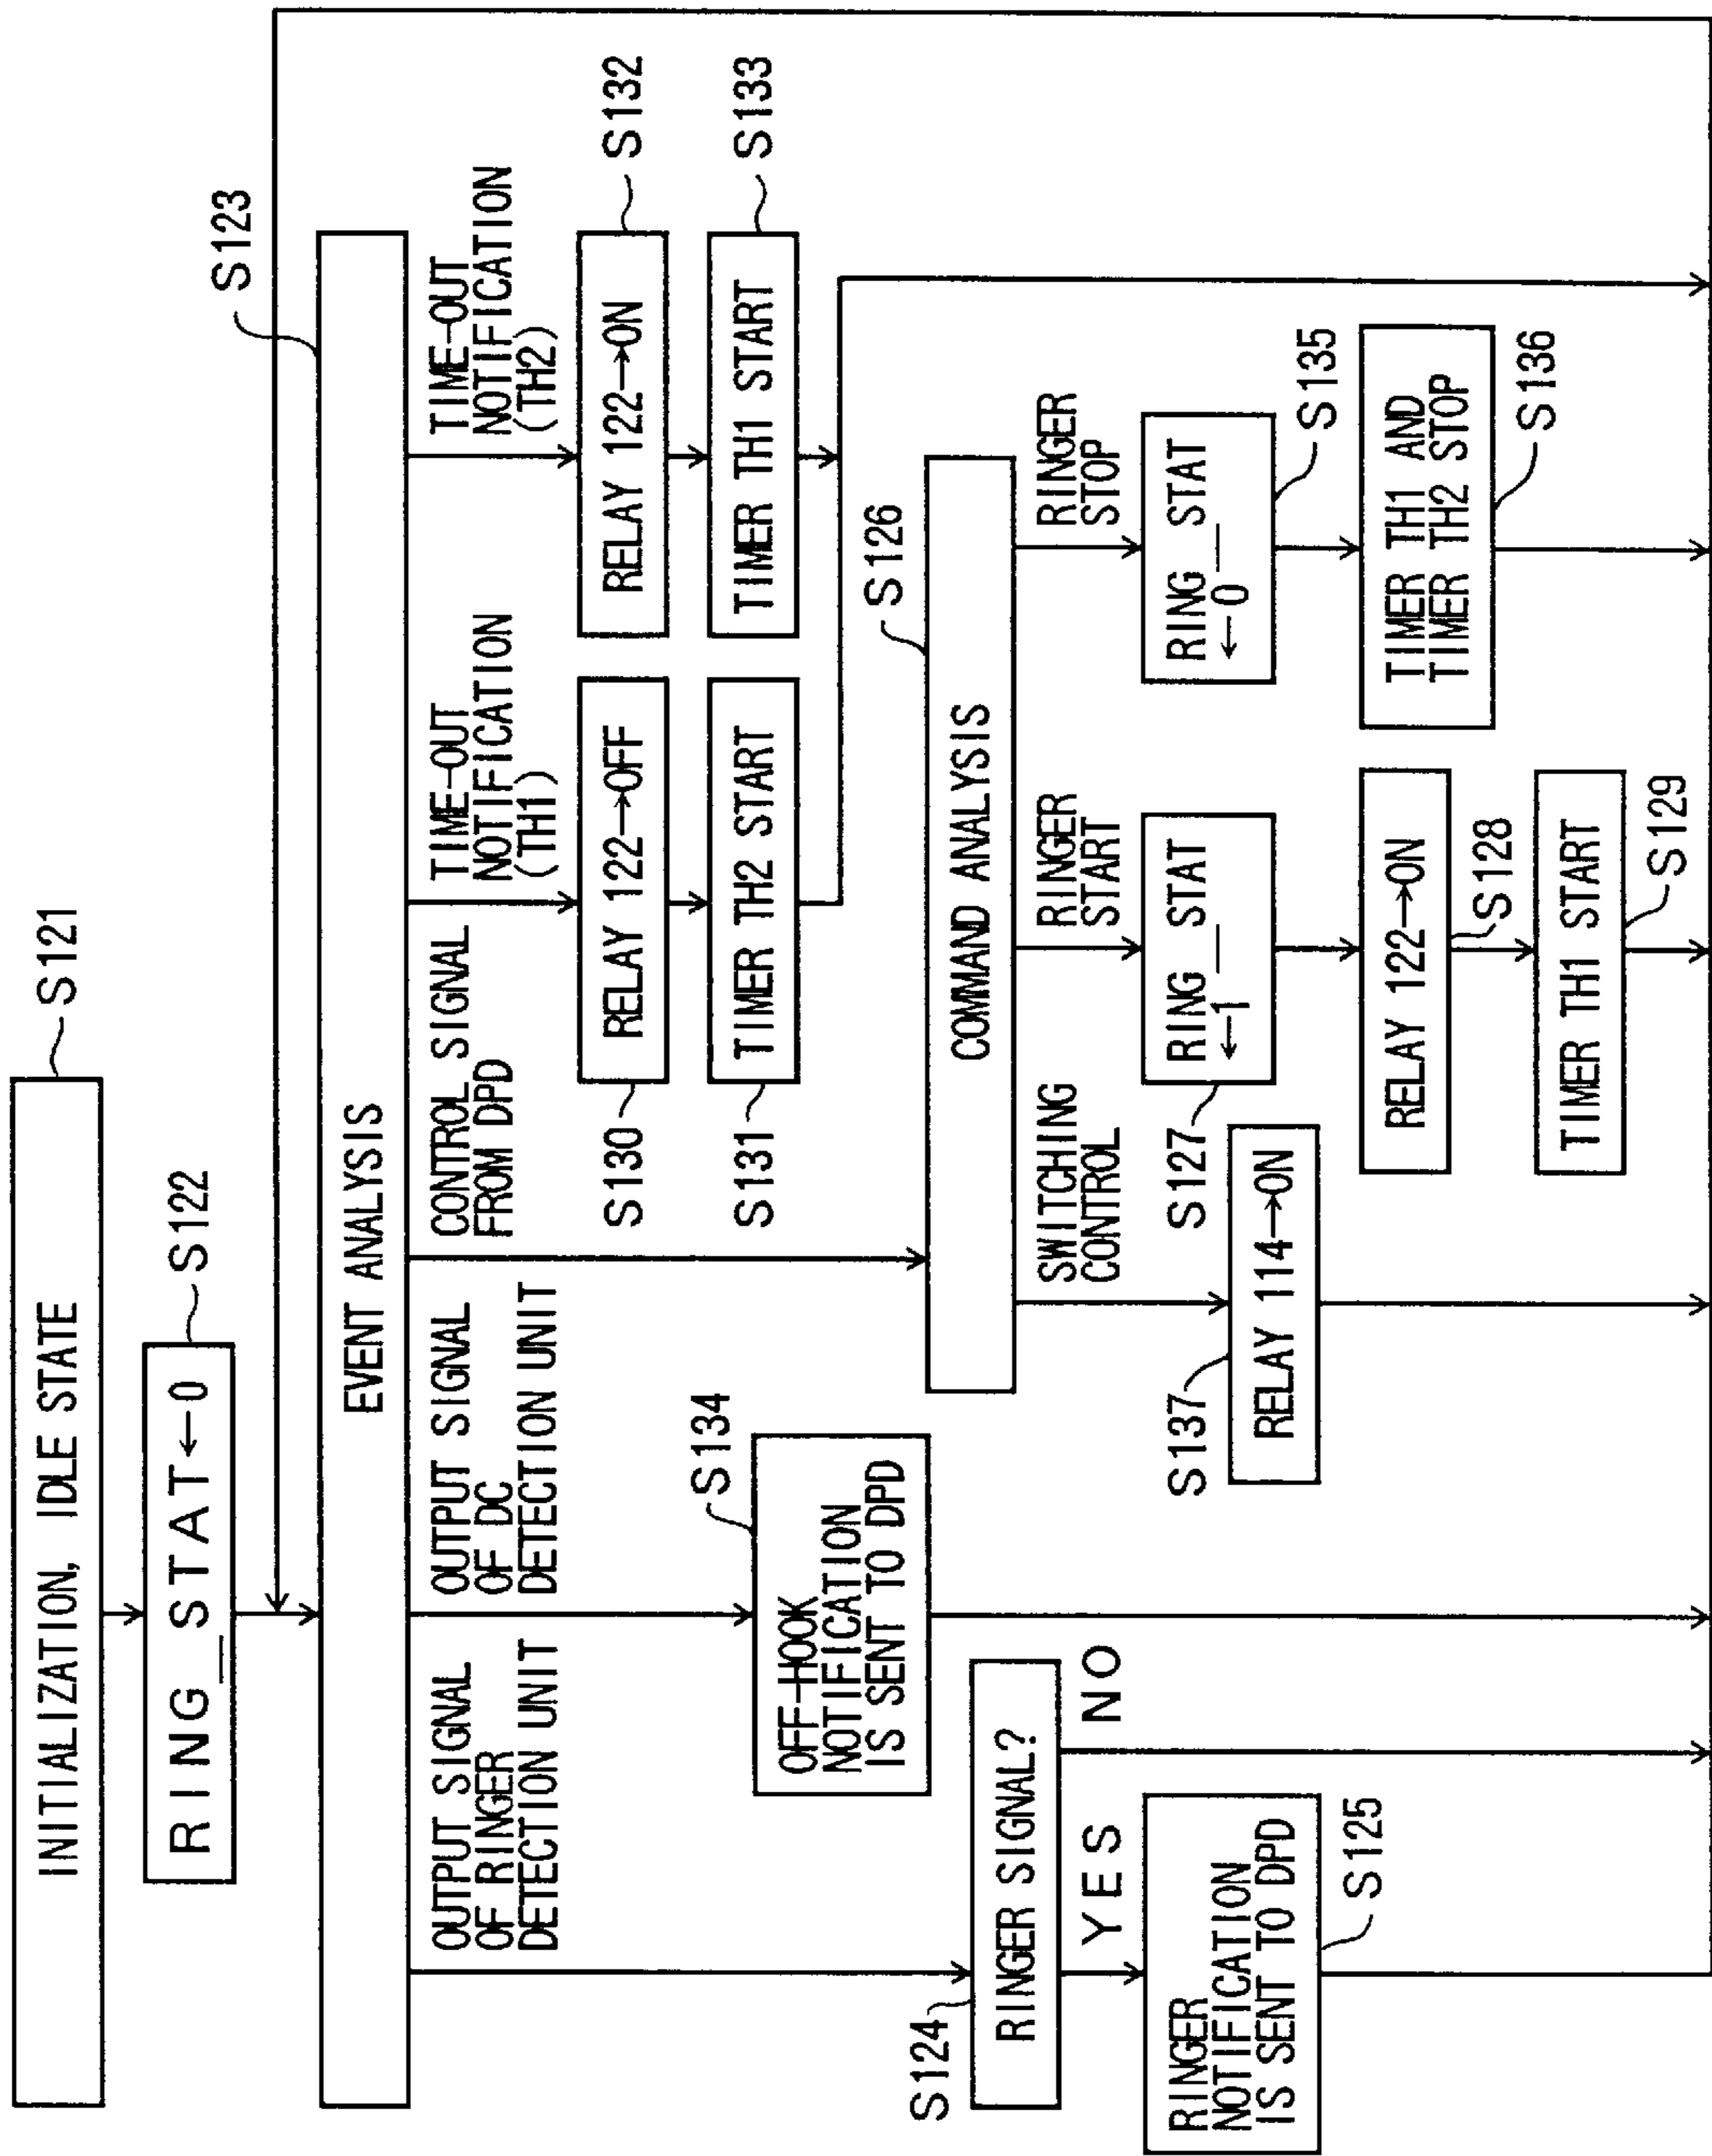 INITIALIZATION, IDLE STATE
S121
RING_STAT←0
S122
EVENT ANALYSIS
S123
OUTPUT SIGNAL
OF RINGER
DETECTION UNIT
OUTPUT SIGNAL
OF DC
DETECTION UNIT
CONTROL SIGNAL
FROM DPD
TIME-OUT
NOTIFICATION
(TH1)
TIME-OUT
NOTIFICATION
(TH2)
S130
RELAY 122→OFF
RELAY 122→ON
S132
S131
TIMER TH2 START
TIMER TH1 START
S133
S134
OFF-HOOK
NOTIFICATION
IS SENT TO DPD
COMMAND ANALYSIS
S126
S124
RINGER SIGNAL?
YES
NO
SWITCHING
CONTROL
RINGER
START
RINGER
STOP
RINGER
NOTIFICATION
IS SENT TO DPD
S125
S137
RELAY 114→ON
S127
RING_STAT
←1
RING_STAT
←0
S135
RELAY 122→ON
S128
TIMER TH1 AND
TIMER TH2 STOP
S136
TIMER TH1 START
S129